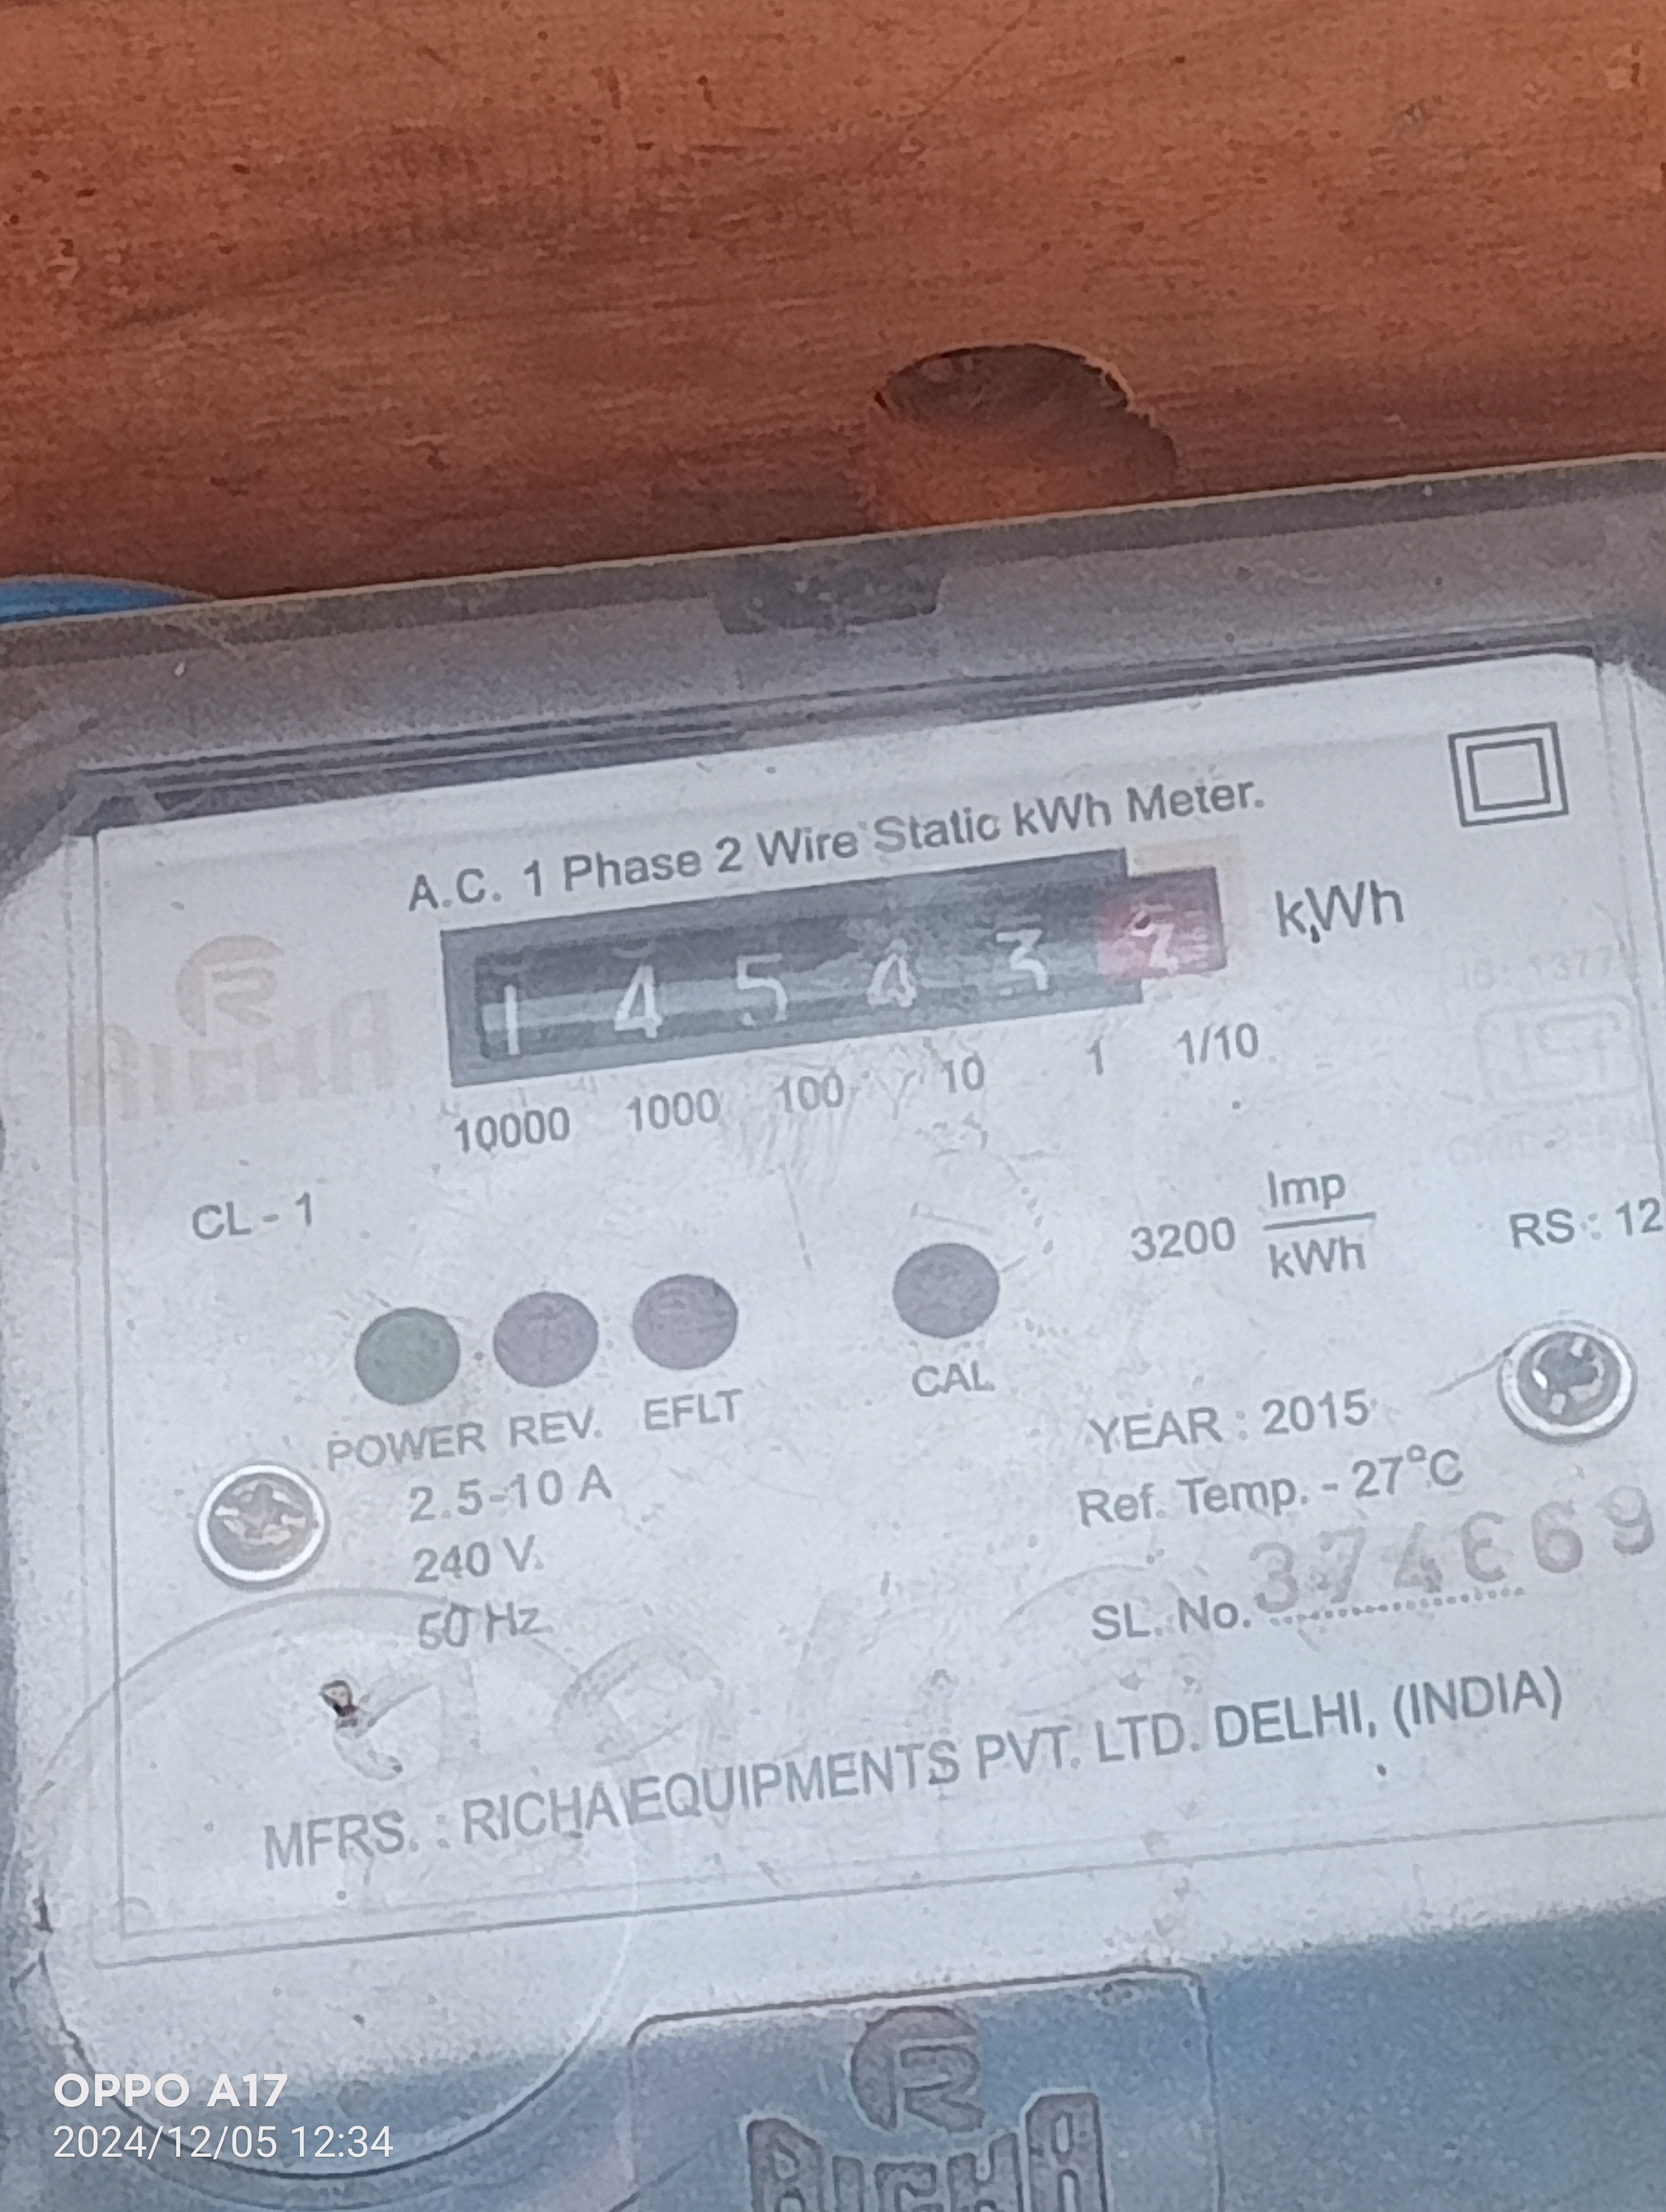 A.C. 1 Phase 2 Wire Static kWh Meter.
1 4 5 4 3 2 kWh
10000 1000 100 10 1 1/10
RICHA
CL - 1
3200 Imp
kWh
RS : 12
POWER REV. EFLT
CAL
2.5-10 A
240 V.
50 Hz
YEAR : 2015
Ref. Temp. - 27°C
SL. No.
MFRS. : RICHA EQUIPMENTS PVT. LTD. DELHI, (INDIA)
RICHA
OPPO A17
2024/12/05 12:34